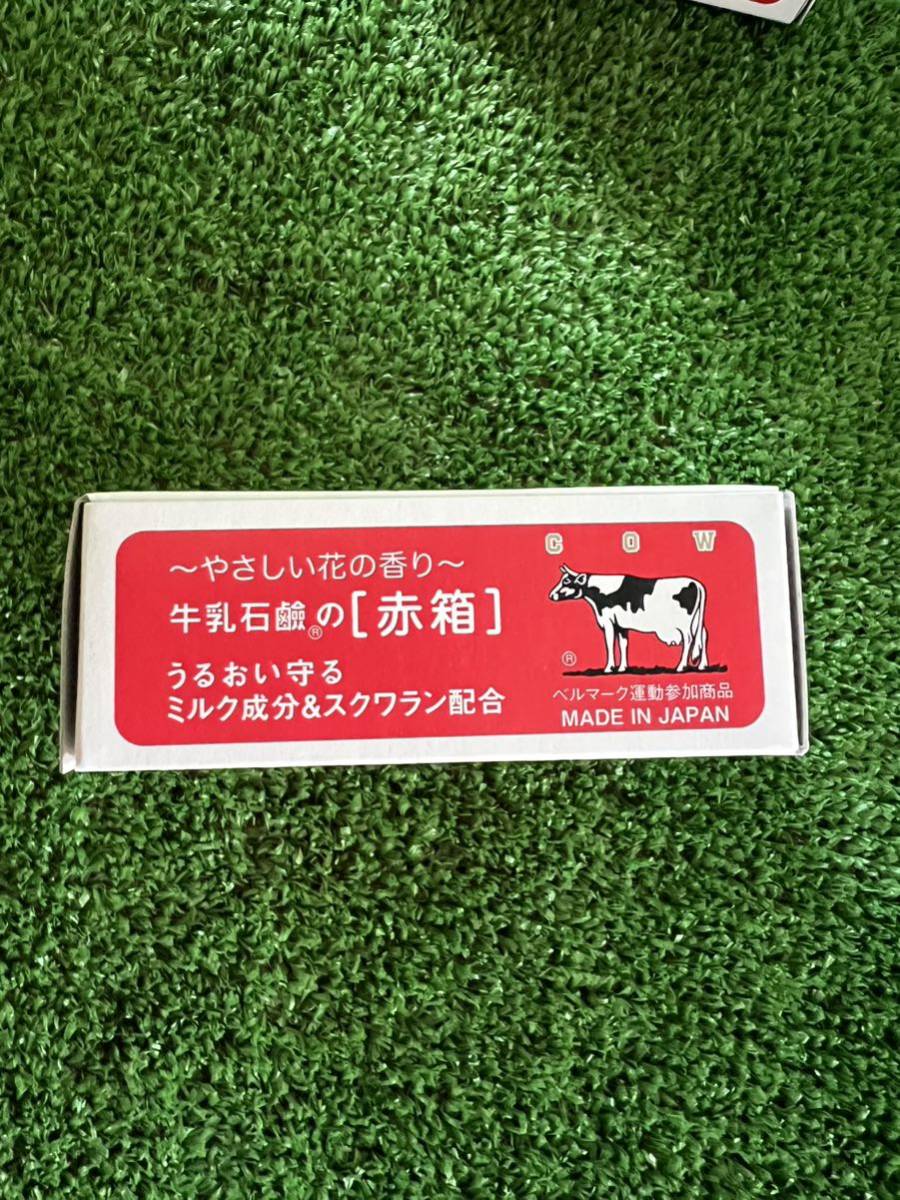 ～やさしい花の香り～
牛乳石鹸®の［赤箱］
うるおい守る
ミルク成分&スクワラン配合
C O W
®
ベルマーク運動参加商品
MADE IN JAPAN